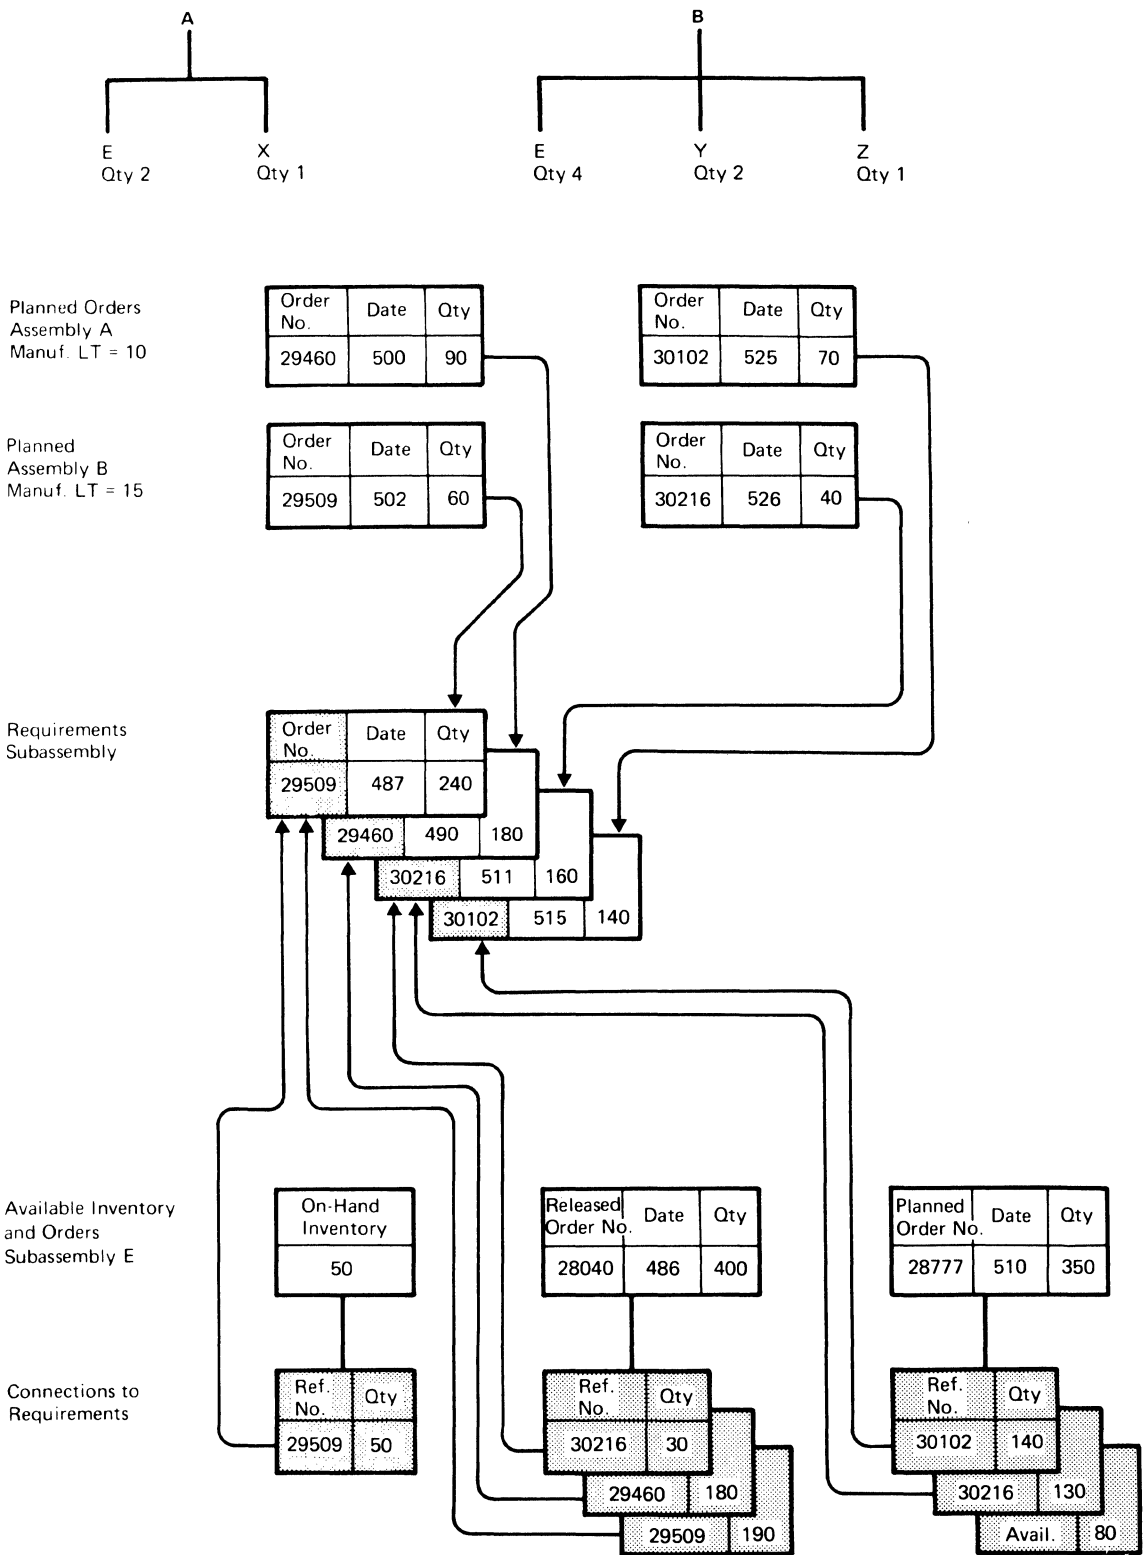 A
B
E
Qty 2
X
Qty 1
E
Qty 4
Y
Qty 2
Z
Qty 1
Planned Orders
Assembly A
Manuf. LT = 10
Order No. Date Qty
29460 500 90
Order No. Date Qty
30102 525 70
Planned
Assembly B
Manuf. LT = 15
Order No. Date Qty
29509 502 60
Order No. Date Qty
30216 526 40
Requirements
Subassembly
Order No. Date Qty
29509 487 240
29460 490 180
30216 511 160
30102 515 140
Available Inventory
and Orders
Subassembly E
On-Hand
Inventory
50
Released Order No. Date Qty
28040 486 400
Planned Order No. Date Qty
28777 510 350
Connections to
Requirements
Ref. No. Qty
29509 50
Ref. No. Qty
30216 30
29460 180
29509 190
Ref. No. Qty
30102 140
30216 130
Avail. 80